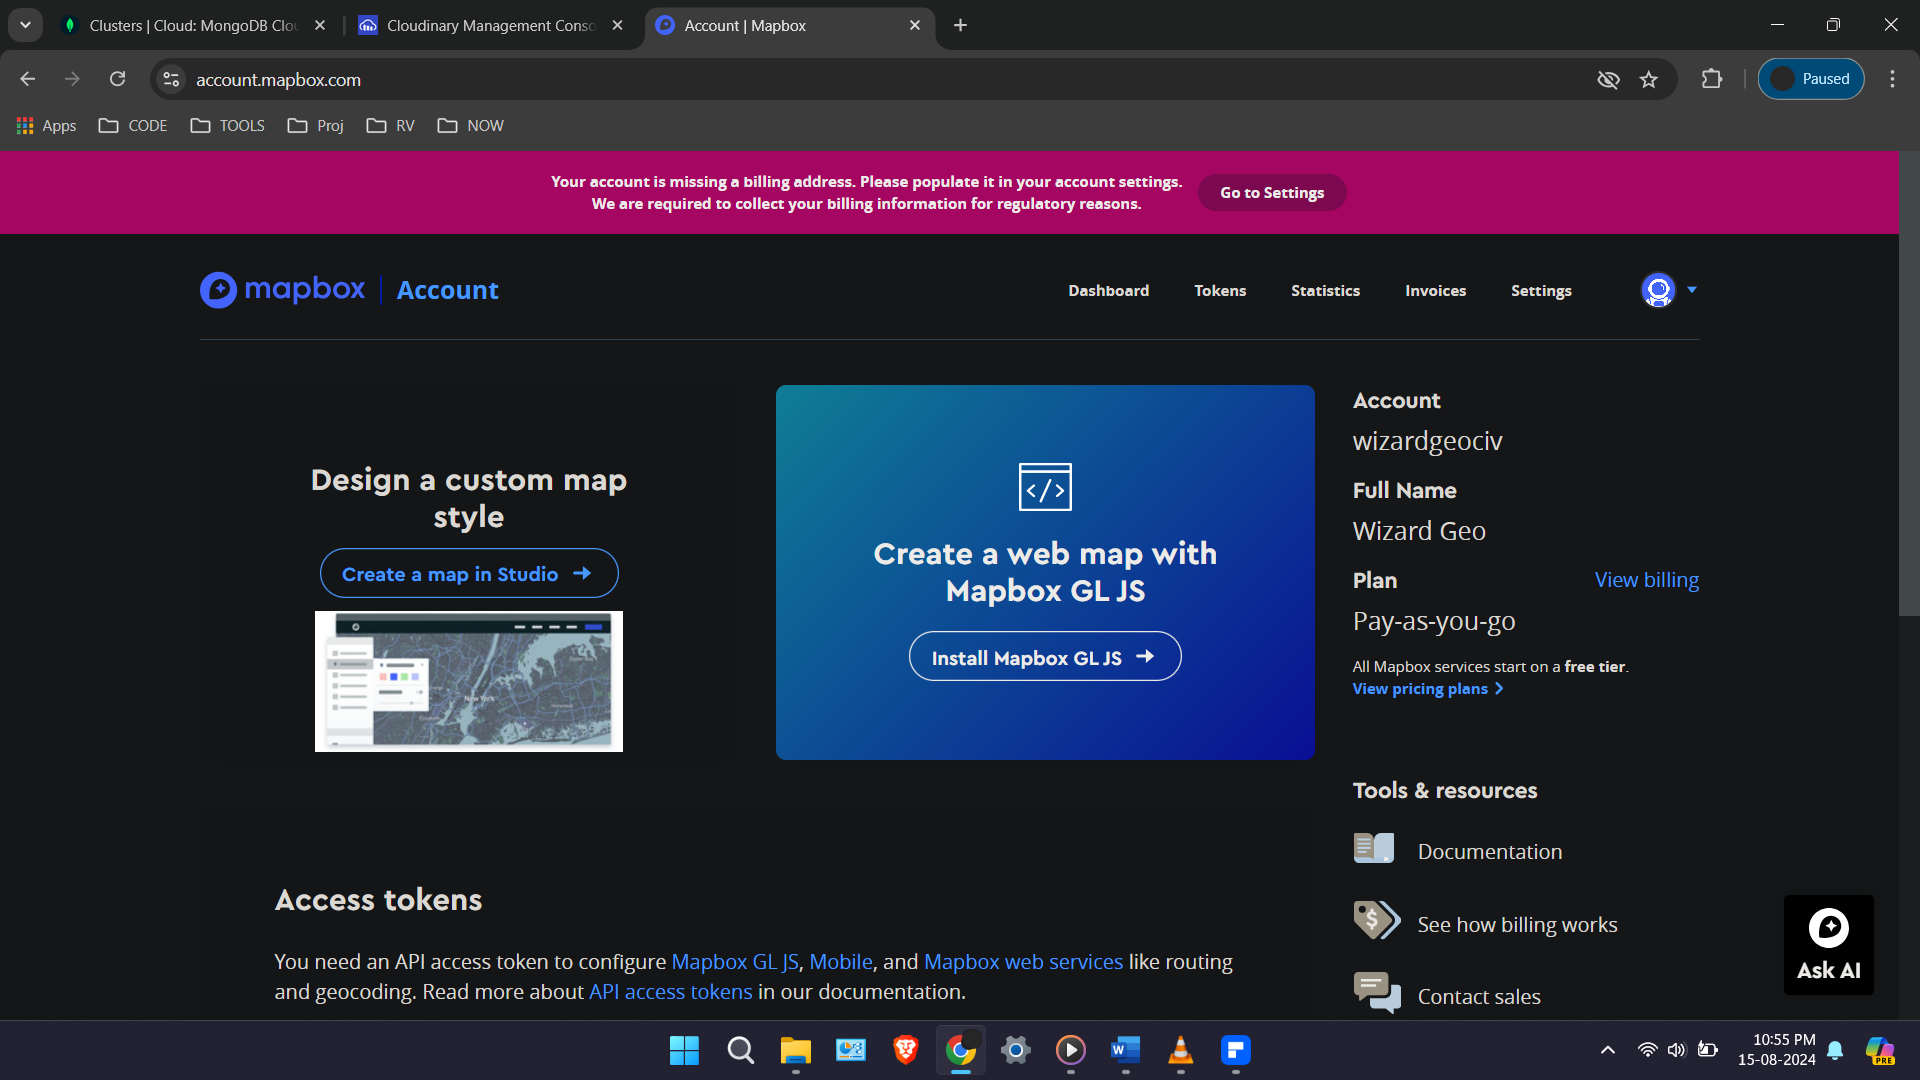 Clusters | Cloud: MongoDB Clou
Cloudinary Management Conso
Account | Mapbox
account.mapbox.com
Paused
Apps
CODE
TOOLS
Proj
RV
NOW
Your account is missing a billing address. Please populate it in your account settings.
We are required to collect your billing information for regulatory reasons.
Go to Settings
mapbox
Account
Dashboard
Tokens
Statistics
Invoices
Settings
Design a custom map
style
Create a map in Studio
New York
</>
Create a web map with
Mapbox GL JS
Install Mapbox GL JS
Account
wizardgeociv
Full Name
Wizard Geo
Plan
View billing
Pay-as-you-go
All Mapbox services start on a free tier.
View pricing plans
Tools & resources
Documentation
See how billing works
Contact sales
Access tokens
You need an API access token to configure Mapbox GL JS, Mobile, and Mapbox web services like routing
and geocoding. Read more about API access tokens in our documentation.
Ask AI
10:55 PM
15-08-2024
PRE